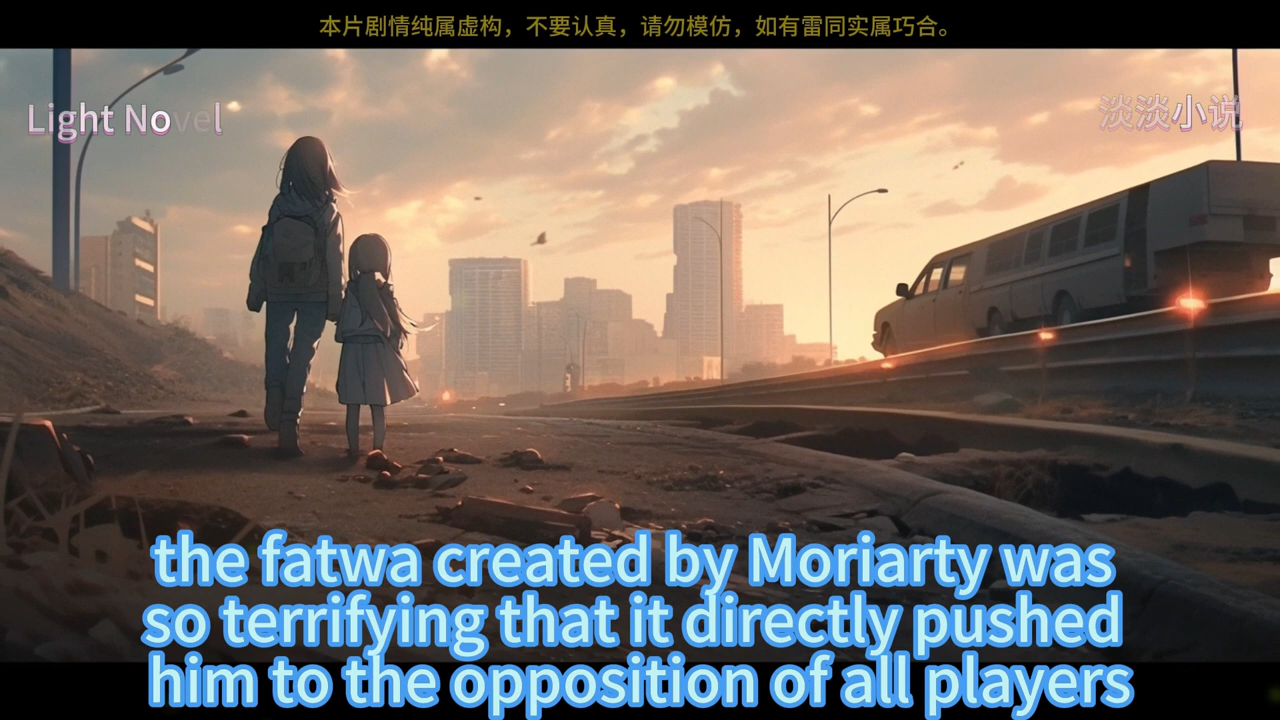 本片剧情纯属虚构，不要认真，请勿模仿，如有雷同实属巧合。
Light Novel
淡淡小说
the fatwa created by Moriarty was
so terrifying that it directly pushed
him to the opposition of all players